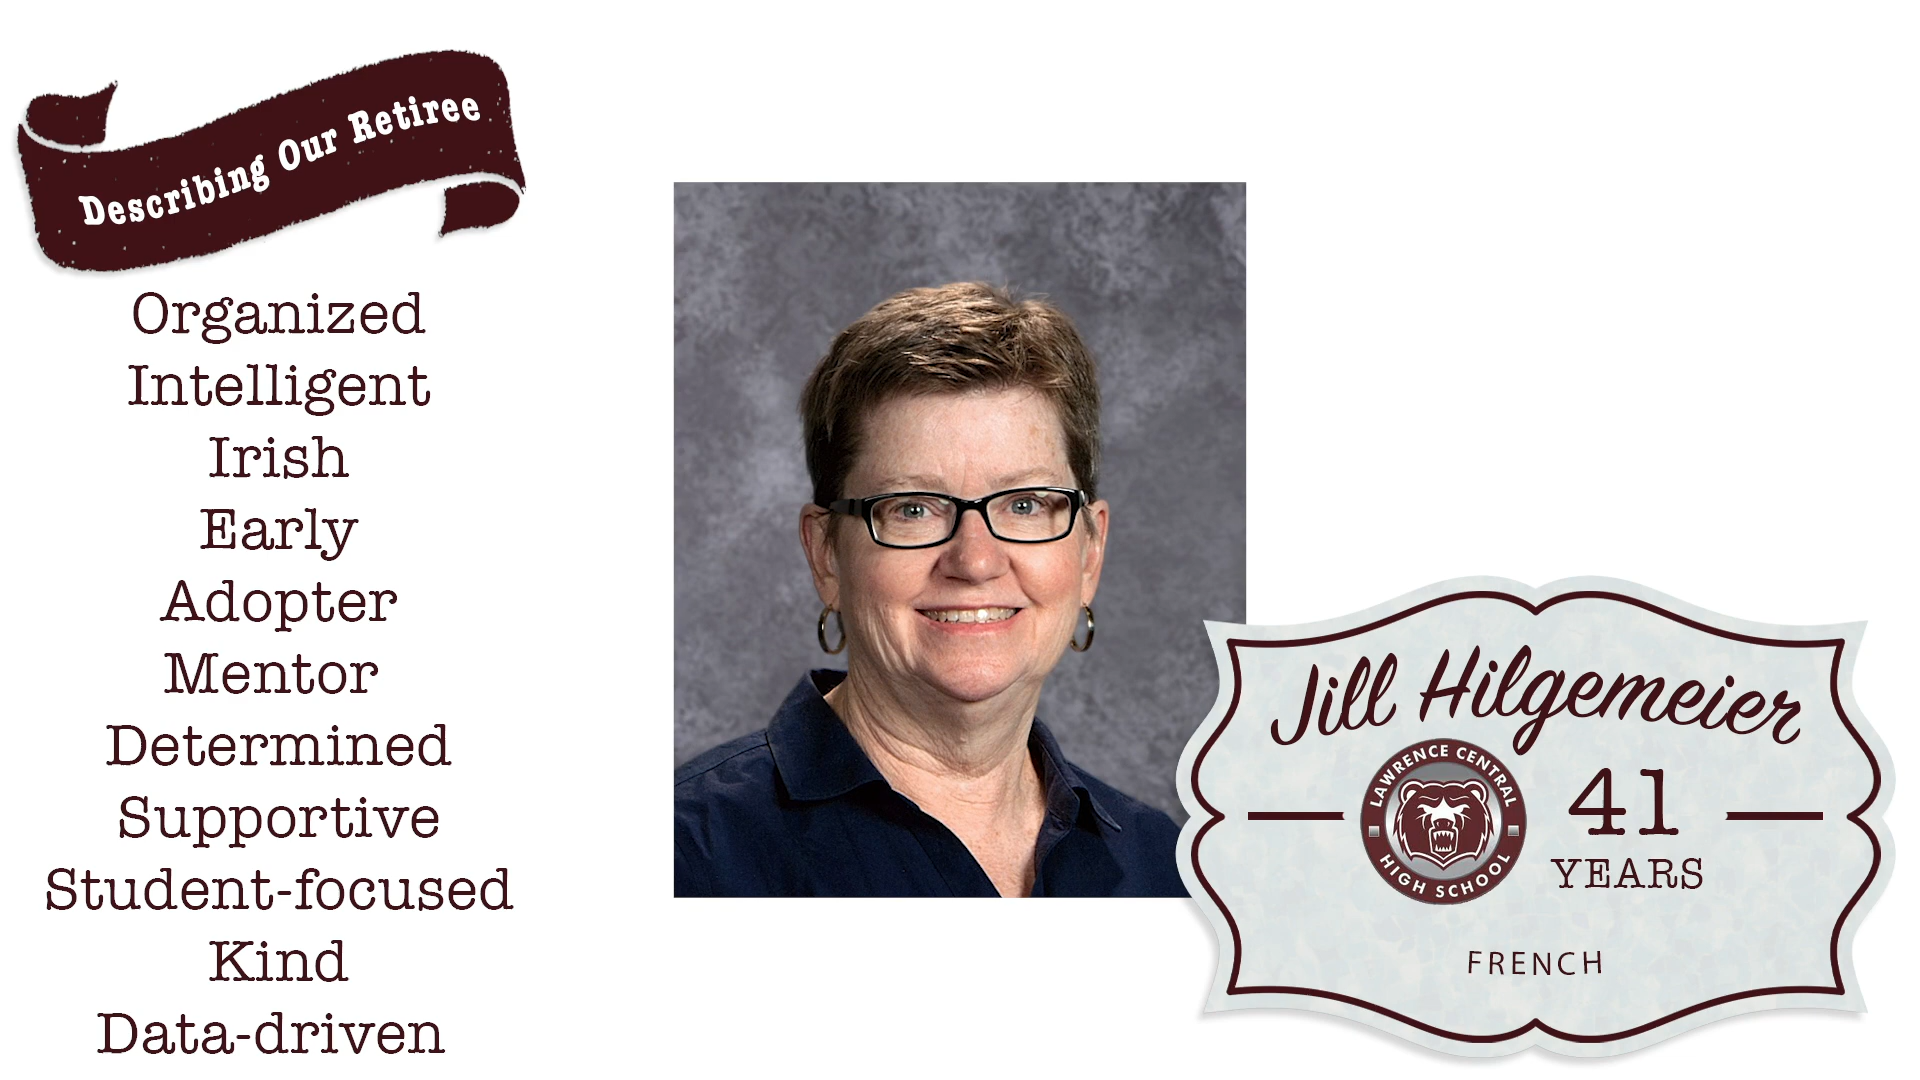 Describing Our Retiree
Organized
Intelligent
Irish
Early
Adopter
Mentor
Determined
Supportive
Student-focused
Kind
Data-driven
Jill Hilgemeier
LAWRENCE CENTRAL
HIGH SCHOOL
41
YEARS
FRENCH